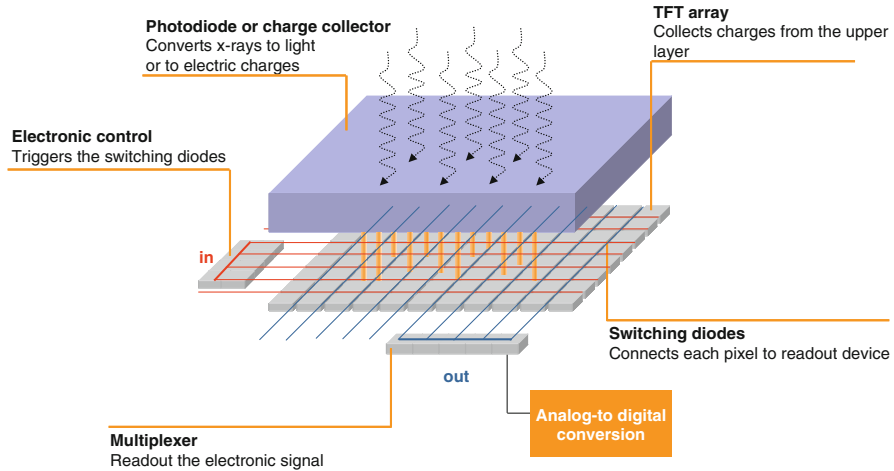 Photodiode or charge collector
Converts x-rays to light
or to electric charges
TFT array
Collects charges from the upper
layer
Electronic control
Triggers the switching diodes
in
Switching diodes
Connects each pixel to readout device
out
Analog-to digital
conversion
Multiplexer
Readout the electronic signal